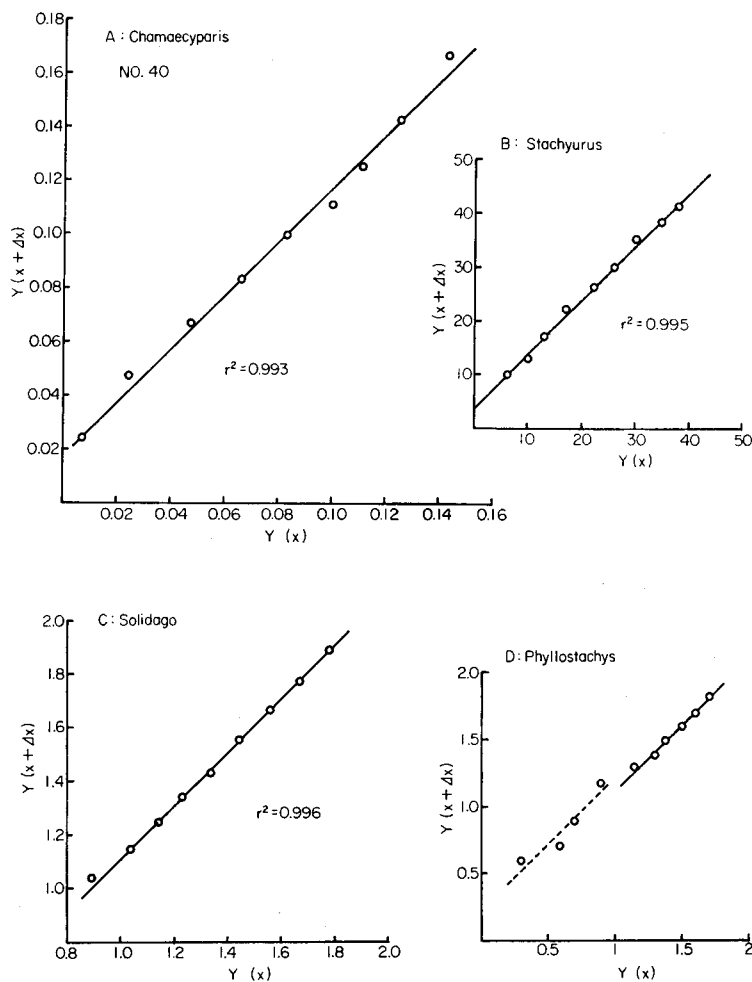 A : Chamaecyparis
NO. 40
0.18
0.16
0.14
0.12
0.10
0.08
0.06
0.04
0.02
Y (x + Δx)
r² = 0.993
0.02 0.04 0.06 0.08 0.10 0.12 0.14 0.16
Y (x)
B : Stachyurus
50
40
30
20
10
Y (x + Δx)
r² = 0.995
10 20 30 40 50
Y (x)
C : Solidago
2.0
1.8
1.6
1.4
1.2
1.0
0.8
Y (x + Δx)
r² = 0.996
0.8 1.0 1.2 1.4 1.6 1.8 2.0
Y (x)
D : Phyllostachys
2.0
1.5
1.0
0.5
Y (x + Δx)
0.5 1 1.5 2
Y (x)